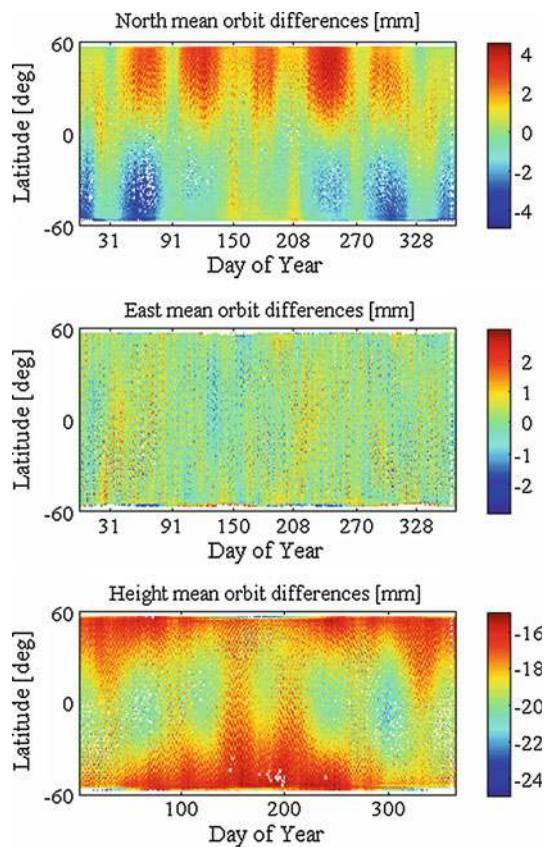 North mean orbit differences [mm]
60
0
-60
Latitude [deg]
31 91 150 208 270 328
Day of Year
4
2
0
-2
-4
East mean orbit differences [mm]
60
0
-60
Latitude [deg]
31 91 150 208 270 328
Day of Year
2
1
0
-1
-2
Height mean orbit differences [mm]
60
0
-60
Latitude [deg]
100 200 300
Day of Year
-16
-18
-20
-22
-24